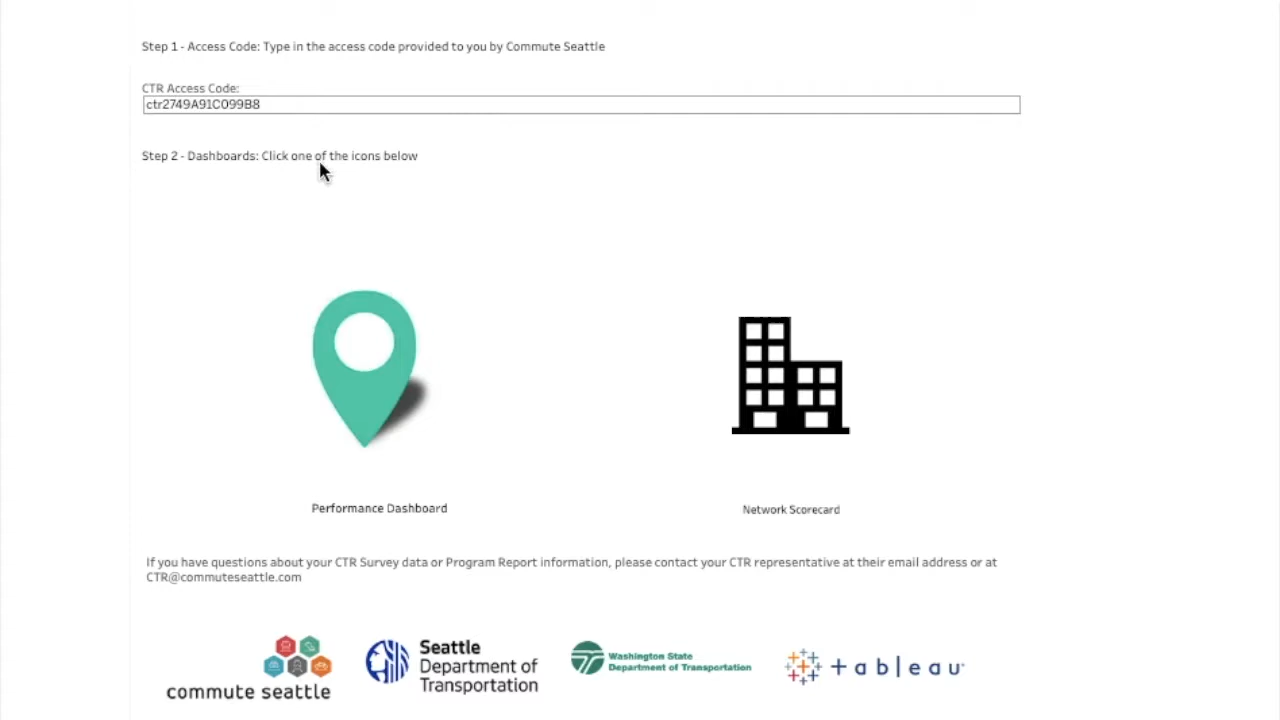 Step 1 - Access Code: Type in the access code provided to you by Commute Seattle
CTR Access Code:
ctr2749A91C099B8
Step 2 - Dashboards: Click one of the icons below
Performance Dashboard
Network Scorecard
If you have questions about your CTR Survey data or Program Report information, please contact your CTR representative at their email address or at
CTR@commuteseattle.com
commute seattle
Seattle
Department of
Transportation
Washington State
Department of Transportation
tableau